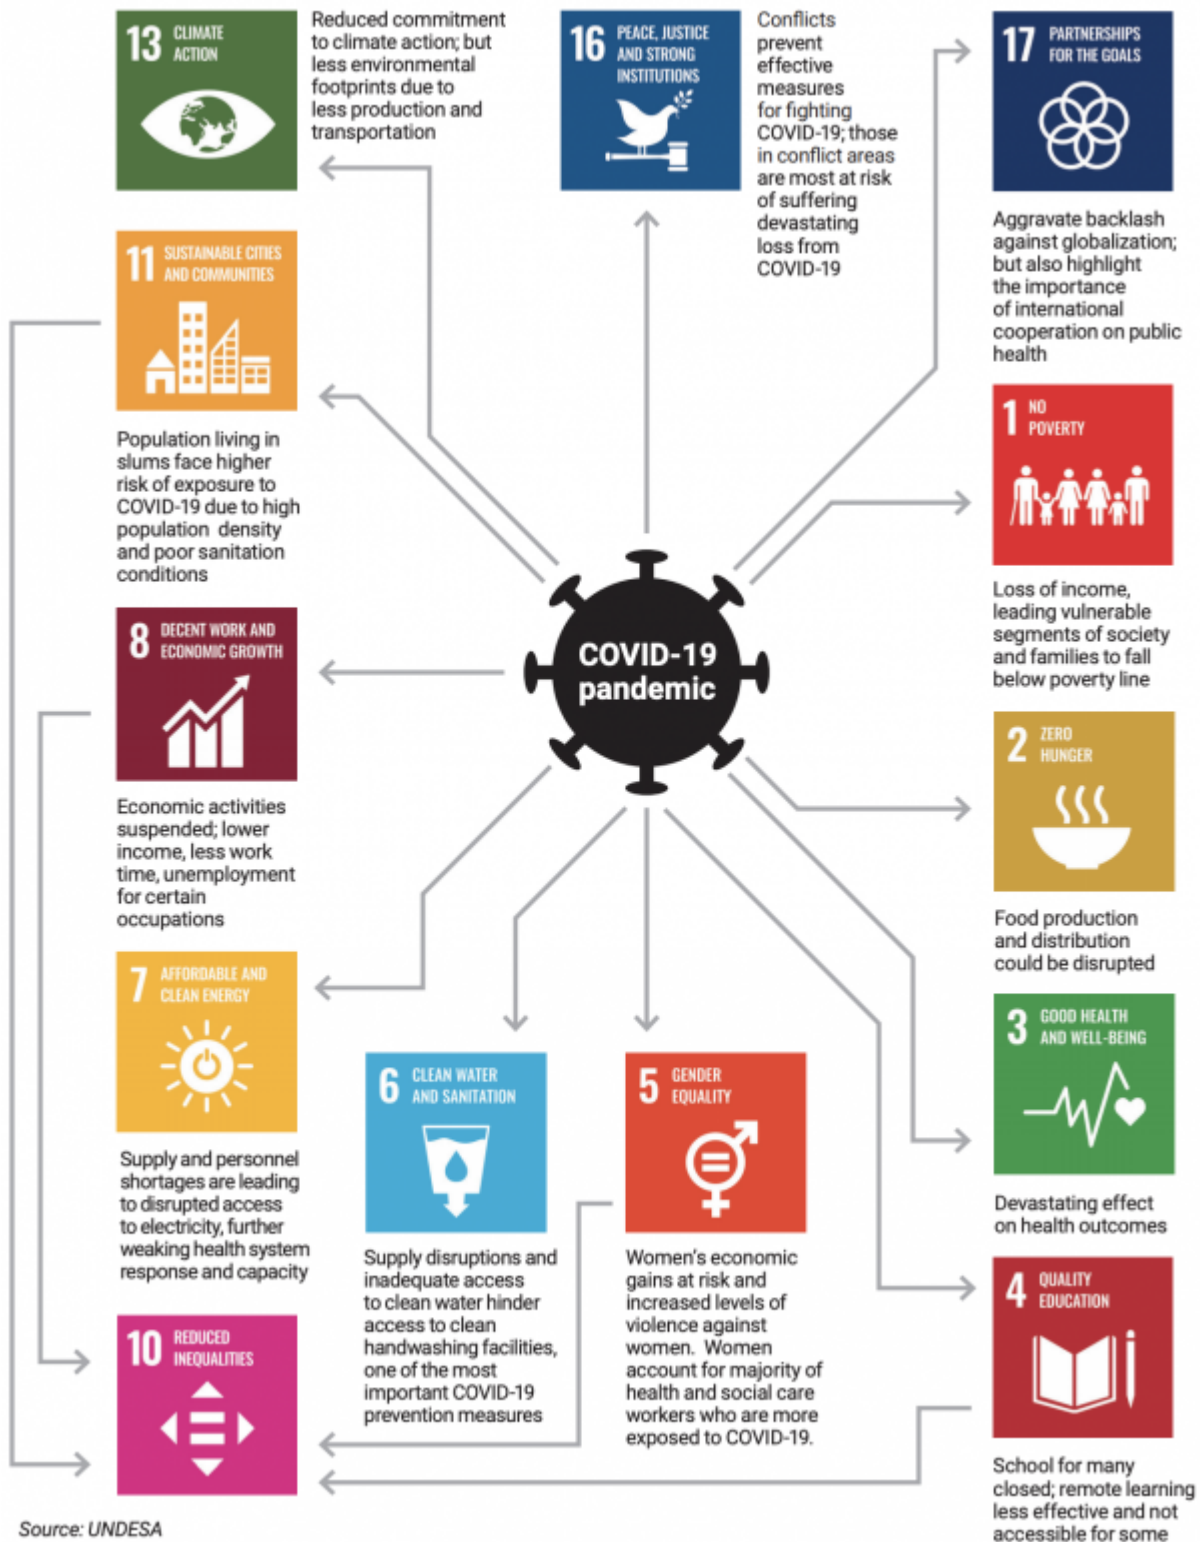 13 CLIMATE
ACTION
Reduced commitment
to climate action; but
less environmental
footprints due to
less production and
transportation
16 PEACE, JUSTICE
AND STRONG
INSTITUTIONS
Conflicts
prevent
effective
measures
for fighting
COVID-19; those
in conflict areas
are most at risk
of suffering
devastating
loss from
COVID-19
17 PARTNERSHIPS
FOR THE GOALS
Aggravate backlash
against globalization;
but also highlight
the importance
of international
cooperation on public
health
11 SUSTAINABLE CITIES
AND COMMUNITIES
Population living in
slums face higher
risk of exposure to
COVID-19 due to high
population density
and poor sanitation
conditions
1 NO
POVERTY
Loss of income,
leading vulnerable
segments of society
and families to fall
below poverty line
COVID-19
pandemic
8 DECENT WORK AND
ECONOMIC GROWTH
Economic activities
suspended; lower
income, less work
time, unemployment
for certain
occupations
2 ZERO
HUNGER
Food production
and distribution
could be disrupted
7 AFFORDABLE AND
CLEAN ENERGY
Supply and personnel
shortages are leading
to disrupted access
to electricity, further
weaking health system
response and capacity
6 CLEAN WATER
AND SANITATION
Supply disruptions and
inadequate access
to clean water hinder
access to clean
handwashing facilities,
one of the most
important COVID-19
prevention measures
5 GENDER
EQUALITY
Women's economic
gains at risk and
increased levels of
violence against
women. Women
account for majority of
health and social care
workers who are more
exposed to COVID-19.
3 GOOD HEALTH
AND WELL-BEING
Devastating effect
on health outcomes
4 QUALITY
EDUCATION
School for many
closed; remote learning
less effective and not
accessible for some
10 REDUCED
INEQUALITIES
Source: UNDESA